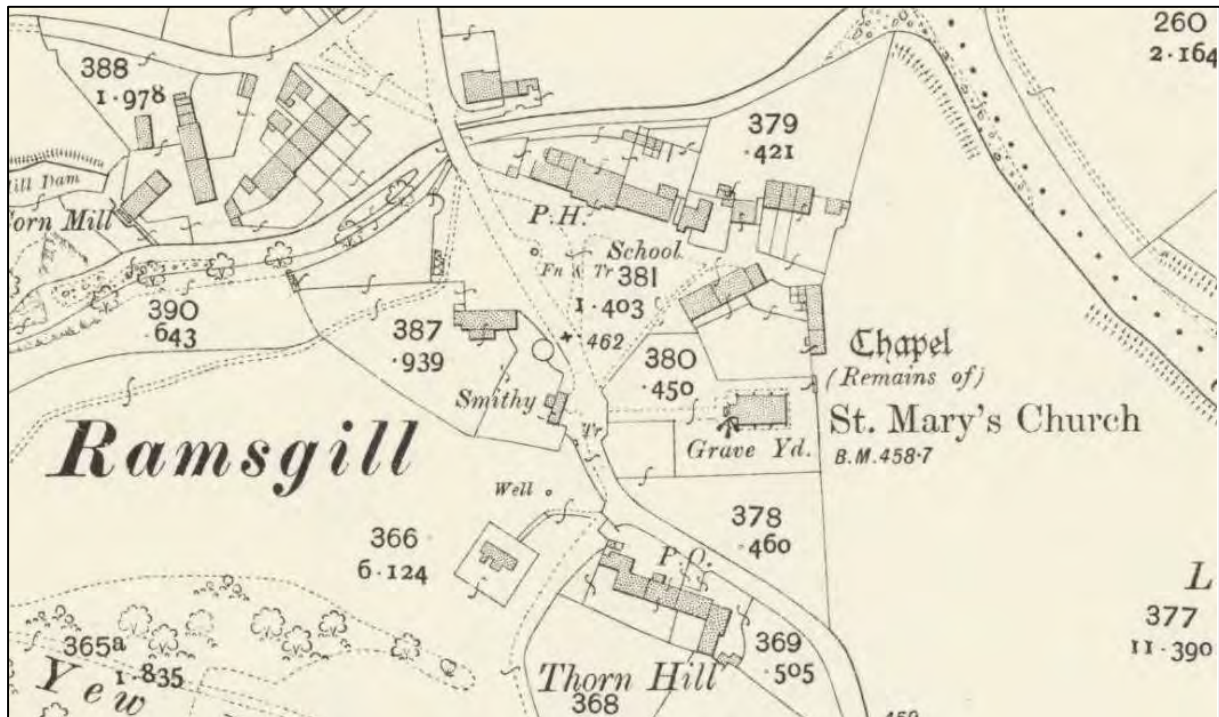 260
2·164
388
1·978
379
·421
Mill Dam
Corn Mill
P.H.
School
Fn
Tr
381
1·403
390
·643
387
·939
462
380
·450
Chapel
(Remains of)
St. Mary's Church
B.M.458·7
Smithy
Tr
Grave Yd.
Ramsgill
Well
366
6·124
378
·460
P.O.
L
377
11·390
365a
1·835
Yew
369
·505
Thorn Hill
368